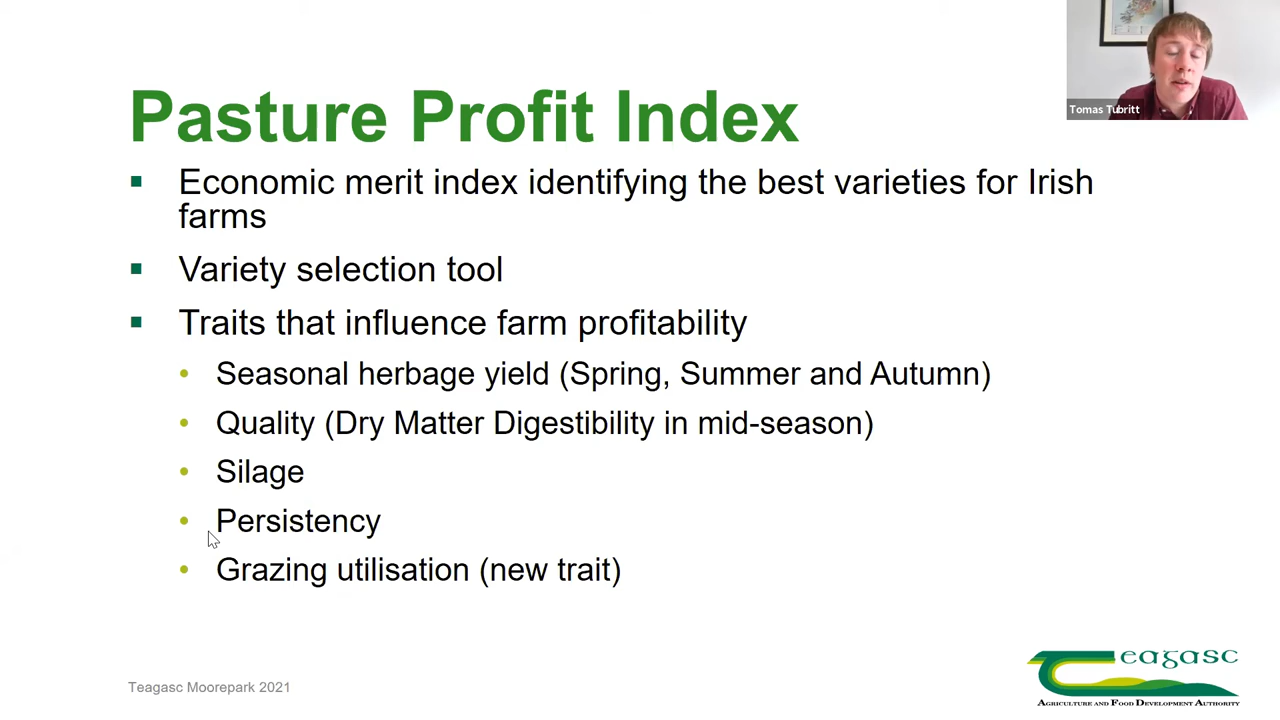 Tomas Tubritt
Pasture Profit Index
Economic merit index identifying the best varieties for Irish
farms
Variety selection tool
Traits that influence farm profitability
Seasonal herbage yield (Spring, Summer and Autumn)
Quality (Dry Matter Digestibility in mid-season)
Silage
Persistency
Grazing utilisation (new trait)
Teagasc Moorepark 2021
Teagasc
Agriculture and Food Development Authority